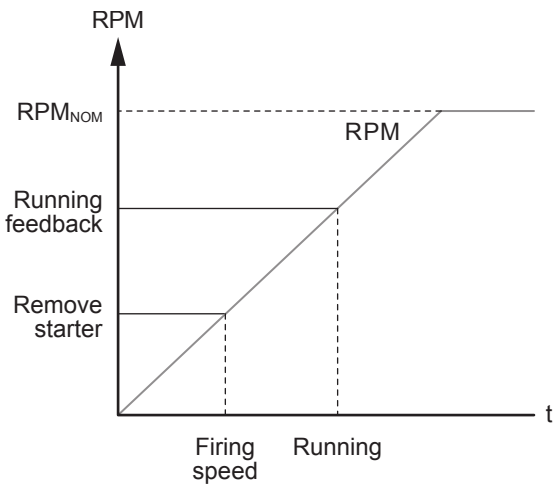 RPM
RPMNOM
RPM
Running
feedback
Remove
starter
t
Firing
speed
Running